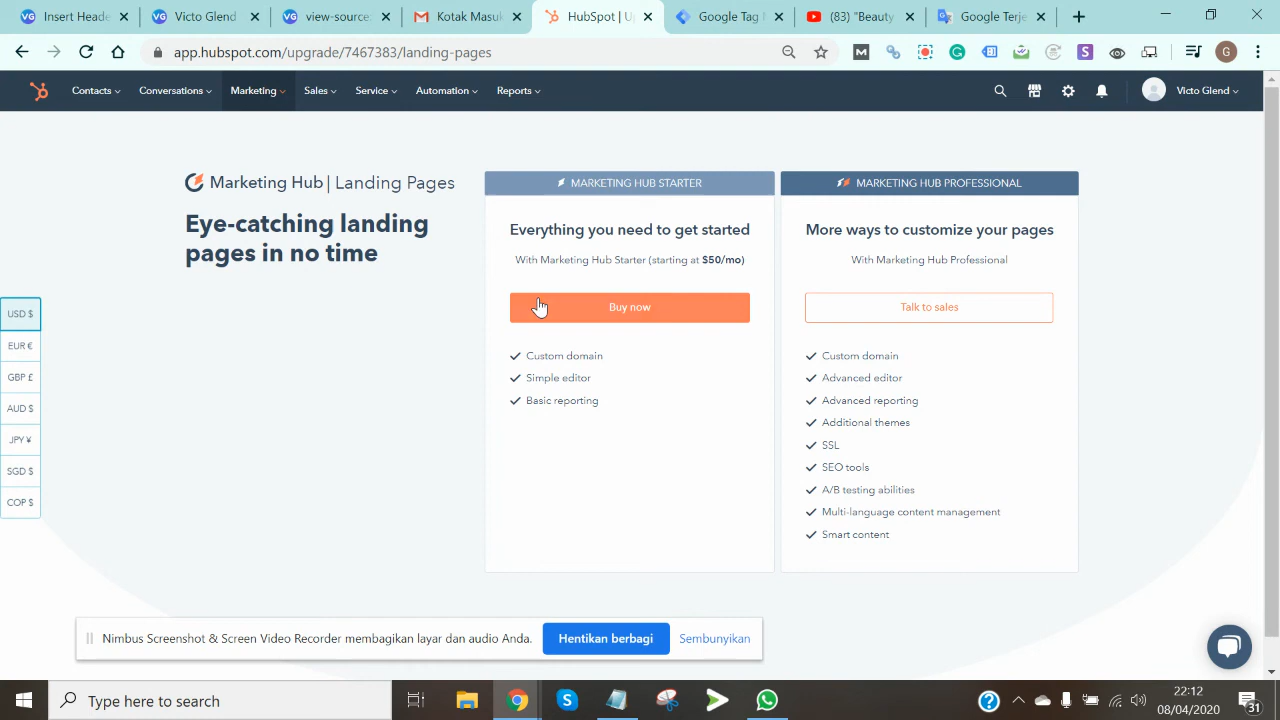 Insert Heade
Victo Glend
view-source:
Kotak Masuk
HubSpot | U
Google Tag
(83) "Beauty
Google Terje
app.hubspot.com/upgrade/7467383/landing-pages
G
Contacts
Conversations
Marketing
Sales
Service
Automation
Reports
Victo Glend
Marketing Hub | Landing Pages
Eye-catching landing
pages in no time
MARKETING HUB STARTER
Everything you need to get started
With Marketing Hub Starter (starting at $50/mo)
Buy now
Custom domain
Simple editor
Basic reporting
MARKETING HUB PROFESSIONAL
More ways to customize your pages
With Marketing Hub Professional
Talk to sales
Custom domain
Advanced editor
Advanced reporting
Additional themes
SSL
SEO tools
A/B testing abilities
Multi-language content management
Smart content
USD $
EUR €
GBP £
AUD $
JPY ¥
SGD $
COP $
Nimbus Screenshot & Screen Video Recorder membagikan layar dan audio Anda.
Hentikan berbagi
Sembunyikan
Type here to search
22:12
08/04/2020
31